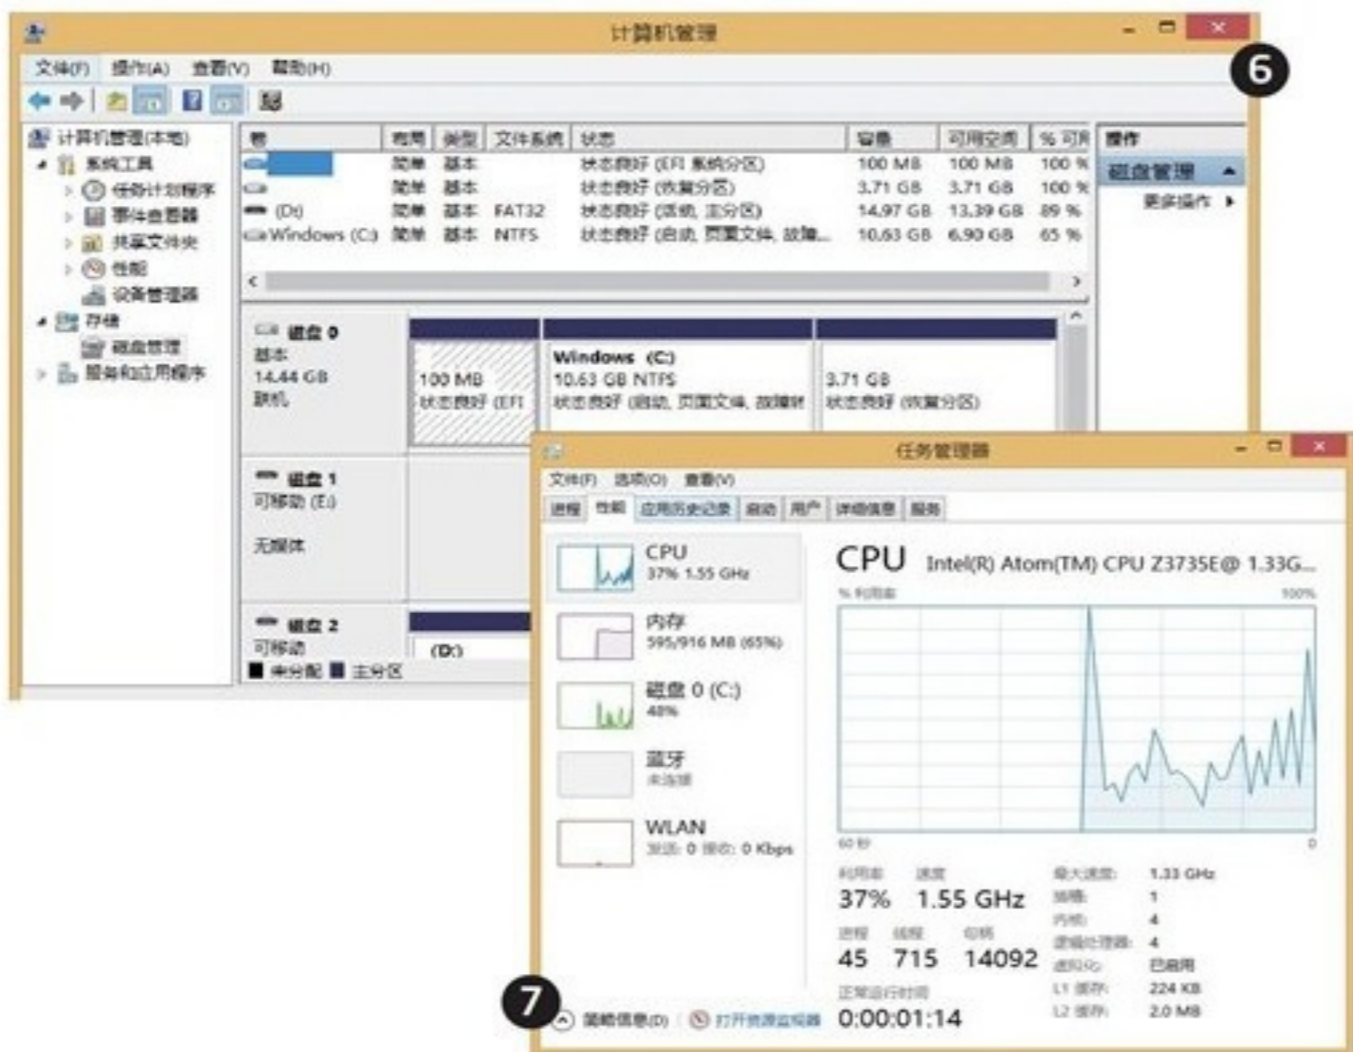 计算机管理
6
文件(F) 操作(A) 查看(V) 帮助(H)
计算机管理(本地)
系统工具
任务计划程序
事件查看器
共享文件夹
性能
设备管理器
存储
磁盘管理
服务和应用程序
卷 布局 类型 文件系统 状态 容量 可用空间 % 可用
简单 基本 状态良好 (EFI 系统分区) 100 MB 100 MB 100 %
简单 基本 状态良好 (恢复分区) 3.71 GB 3.71 GB 100 %
(D:) 简单 基本 FAT32 状态良好 (活动, 主分区) 14.97 GB 13.39 GB 89 %
Windows (C:) 简单 基本 NTFS 状态良好 (启动, 页面文件, 故障... 10.63 GB 6.90 GB 65 %
操作
磁盘管理
更多操作
磁盘 0
基本
14.44 GB
联机
100 MB
状态良好 (EFI
Windows (C:)
10.63 GB NTFS
状态良好 (启动, 页面文件, 故障转
3.71 GB
状态良好 (恢复分区)
磁盘 1
可移动 (E:)
无媒体
磁盘 2
可移动
(D:)
未分配 主分区
任务管理器
文件(F) 选项(O) 查看(V)
进程 性能 应用历史记录 启动 用户 详细信息 服务
CPU
37% 1.55 GHz
内存
595/916 MB (65%)
磁盘 0 (C:)
48%
蓝牙
未连接
WLAN
发送: 0 接收: 0 Kbps
CPU Intel(R) Atom(TM) CPU Z3735E@ 1.33G...
% 利用率 100%
60 秒 0
利用率 速度
37% 1.55 GHz
进程 线程 句柄
45 715 14092
正常运行时间
0:00:01:14
最大速度: 1.33 GHz
插槽: 1
内核: 4
逻辑处理器: 4
虚拟化: 已启用
L1 缓存: 224 KB
L2 缓存: 2.0 MB
7
简略信息(D) 打开资源监视器